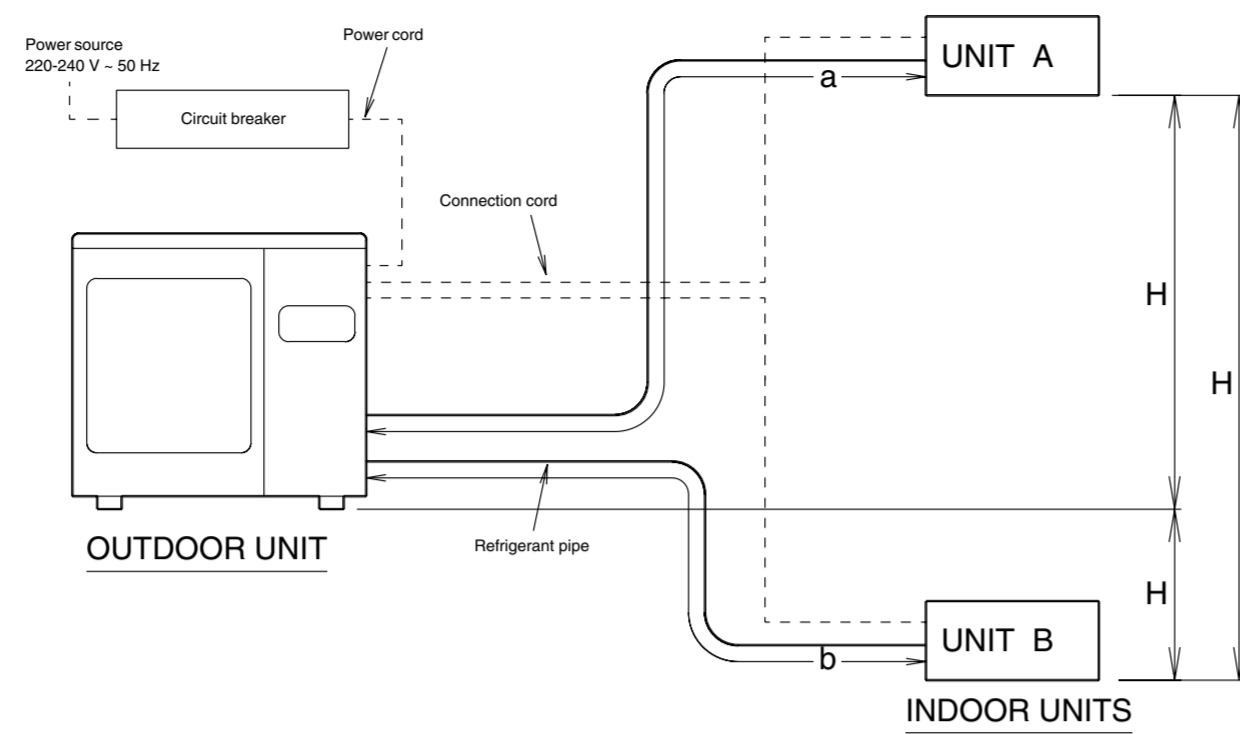 Power source
220-240 V ~ 50 Hz
Power cord
Circuit breaker
UNIT A
a
Connection cord
H
H
OUTDOOR UNIT
Refrigerant pipe
H
UNIT B
b
INDOOR UNITS